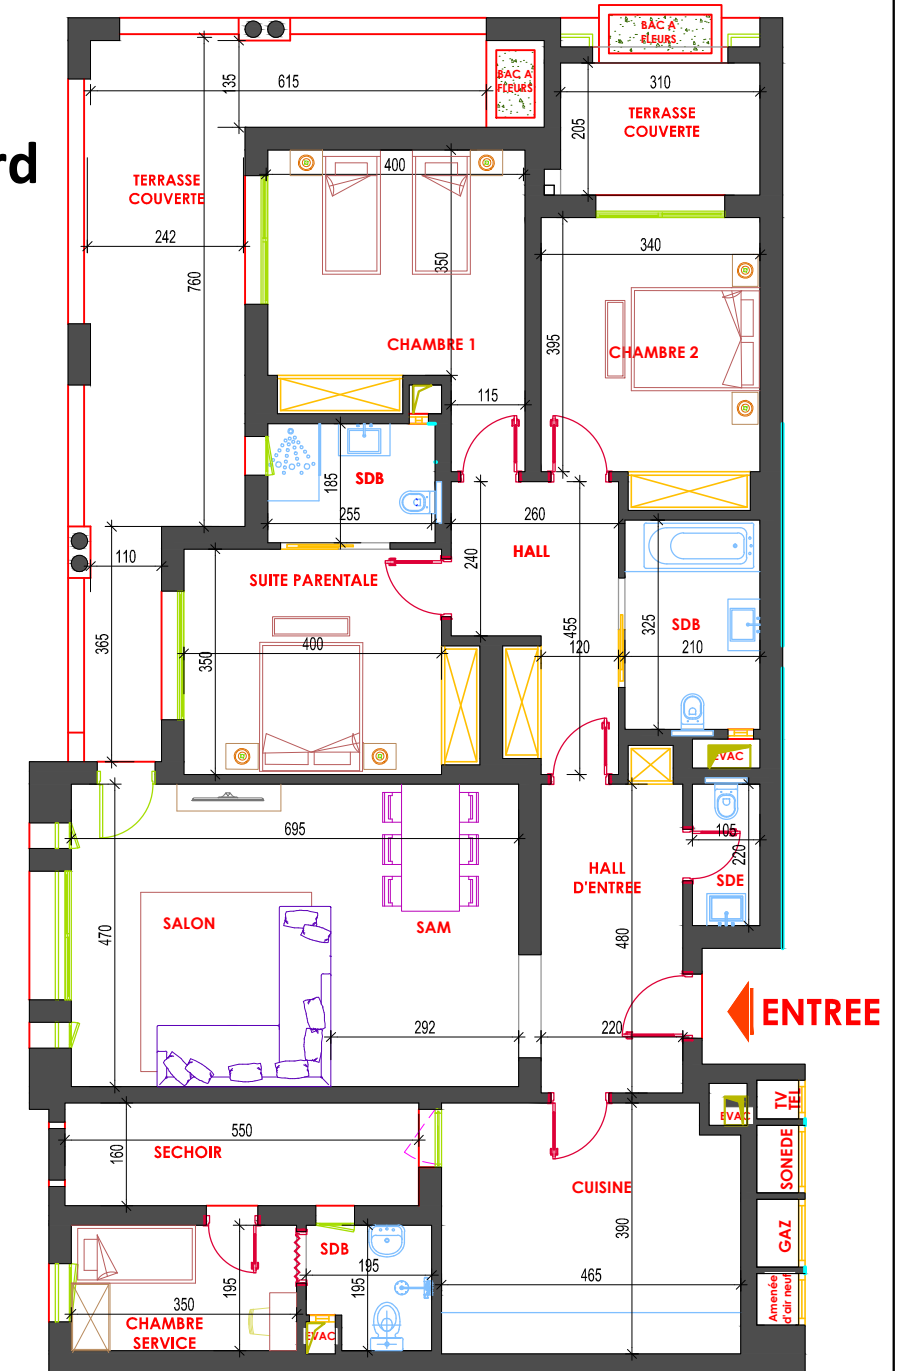 BAC A
FLEURS
BAC A
FLEURS
615
135
310
205
TERRASSE
COUVERTE
rd
400
TERRASSE
COUVERTE
242
760
350
340
395
CHAMBRE 1
CHAMBRE 2
115
SDB
185
255
260
HALL
240
110
SUITE PARENTALE
365
350
400
455
120
325
SDB
210
EVAC
695
105
220
HALL
D'ENTREE
SDE
SALON
SAM
470
480
292
220
ENTREE
TV
TEL
EVAC
550
160
SECHOIR
SONEDE
CUISINE
390
GAZ
SDB
195
195
195
465
350
CHAMBRE
SERVICE
EVAC
Amenée
d'air neuf